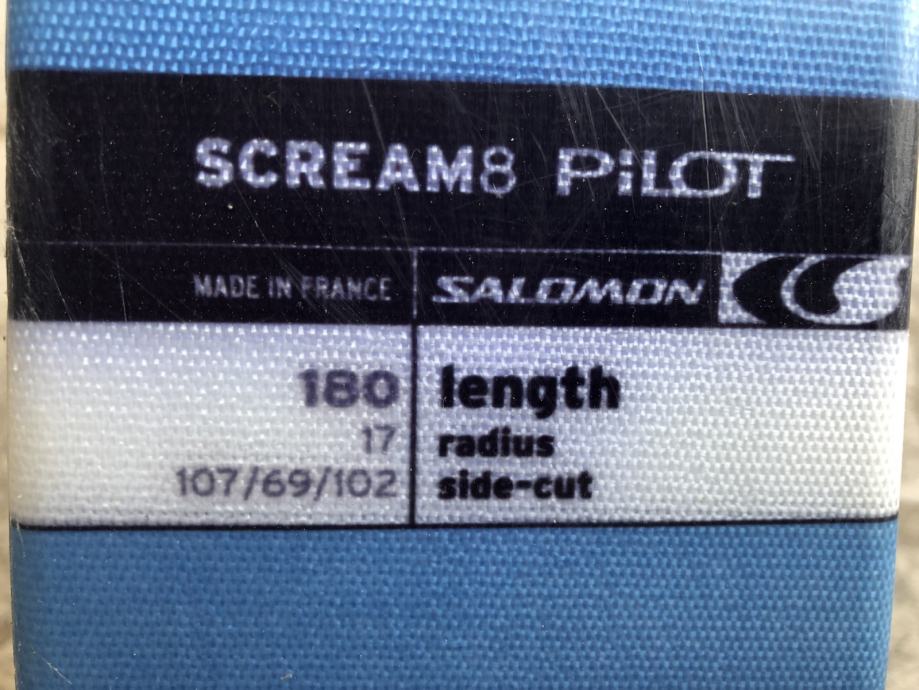 SCREAM8 PiLOT
MADE IN FRANCE SALOMON
180 length
17 radius
107/69/102 side-cut